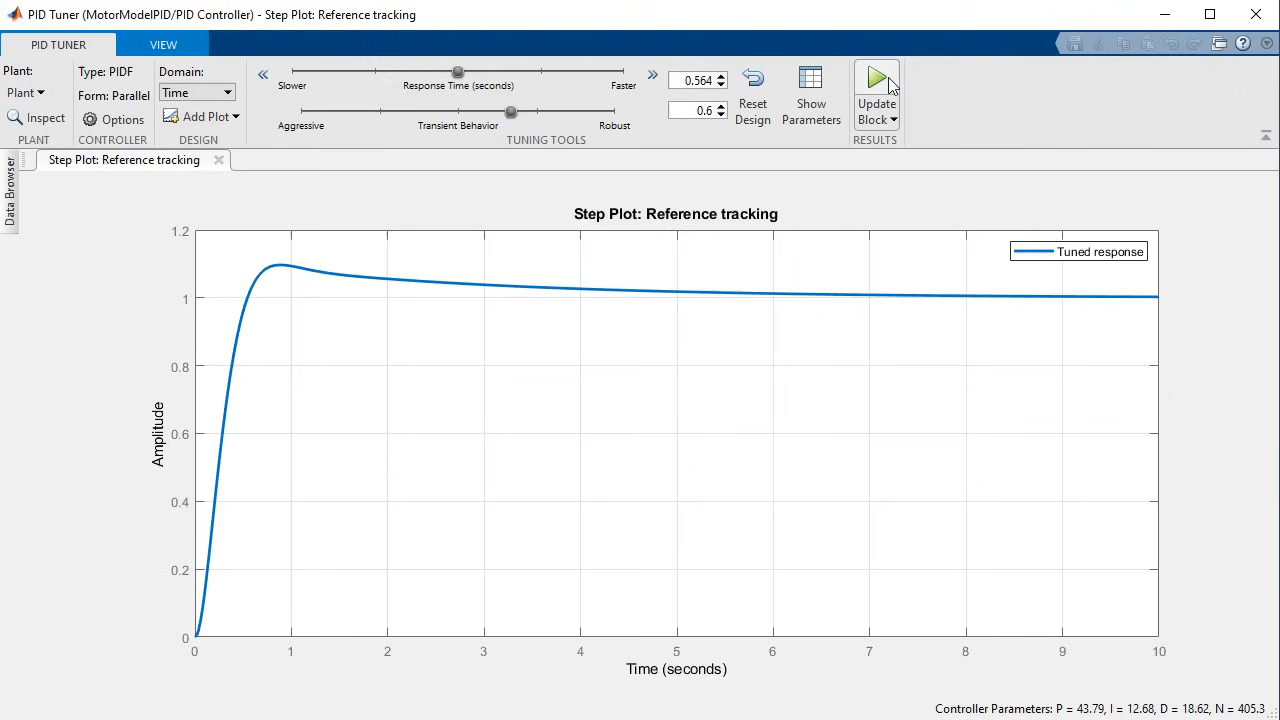 PID Tuner (MotorModelPID/PID Controller) - Step Plot: Reference tracking
PID TUNER
VIEW
Plant:
Plant
Inspect
PLANT
Type: PIDF
Form: Parallel
Options
CONTROLLER
Domain:
Time
Add Plot
DESIGN
Slower
Response Time (seconds)
Faster
0.564
Aggressive
Transient Behavior
Robust
0.6
Reset
Design
Show
Parameters
TUNING TOOLS
Update
Block
RESULTS
Data Browser
Step Plot: Reference tracking
Step Plot: Reference tracking
Tuned response
1.2
1
0.8
0.6
0.4
0.2
0
Amplitude
0 1 2 3 4 5 6 7 8 9 10
Time (seconds)
Controller Parameters: P = 43.79, I = 12.68, D = 18.62, N = 405.3